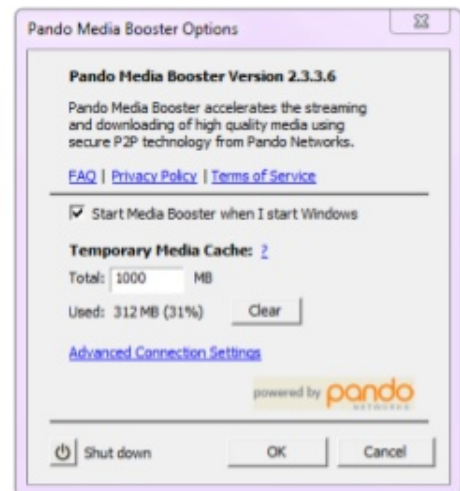 Pando Media Booster Options
Pando Media Booster Version 2.3.3.6
Pando Media Booster accelerates the streaming
and downloading of high quality media using
secure P2P technology from Pando Networks.
FAQ | Privacy Policy | Terms of Service
Start Media Booster when I start Windows
Temporary Media Cache: ?
Total: 1000 MB
Used: 312 MB (31%) Clear
Advanced Connection Settings
powered by pando
NETWORKS
Shut down OK Cancel